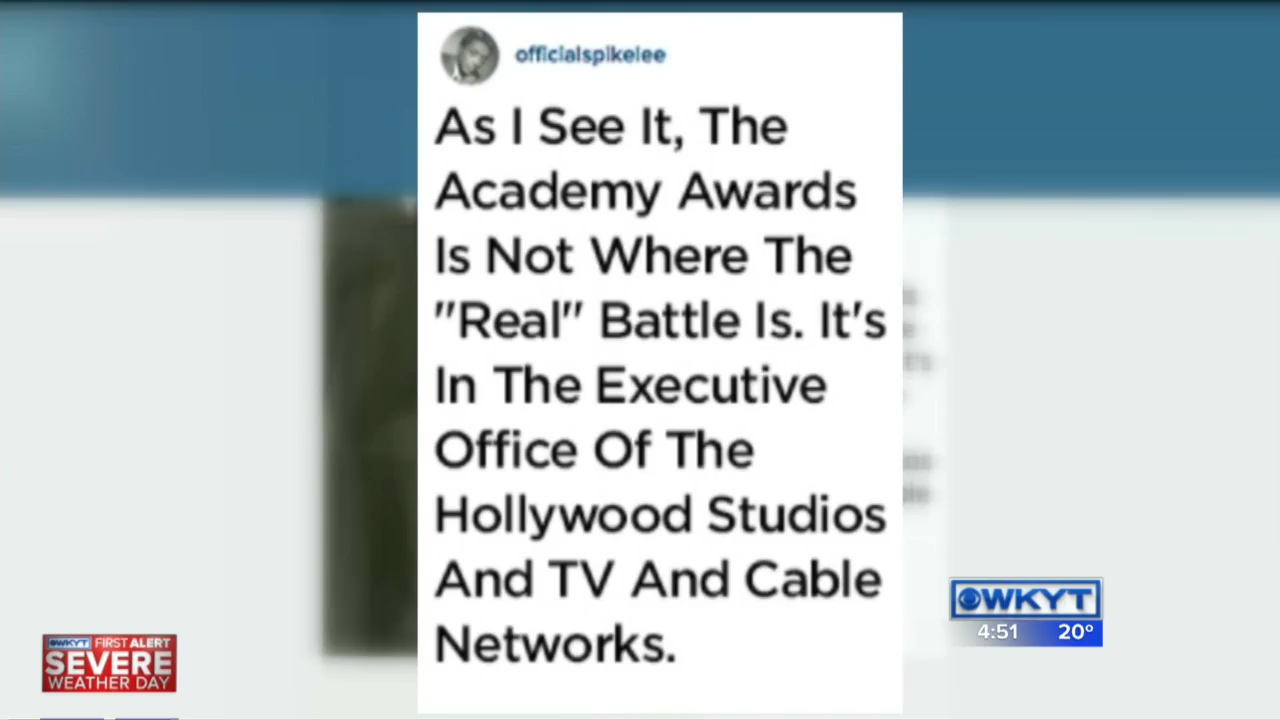 officialspikelee
As I See It, The
Academy Awards
Is Not Where The
"Real" Battle Is. It's
In The Executive
Office Of The
Hollywood Studios
And TV And Cable
Networks.
WKYT
4:51 20°
WKYT FIRST ALERT
SEVERE
WEATHER DAY